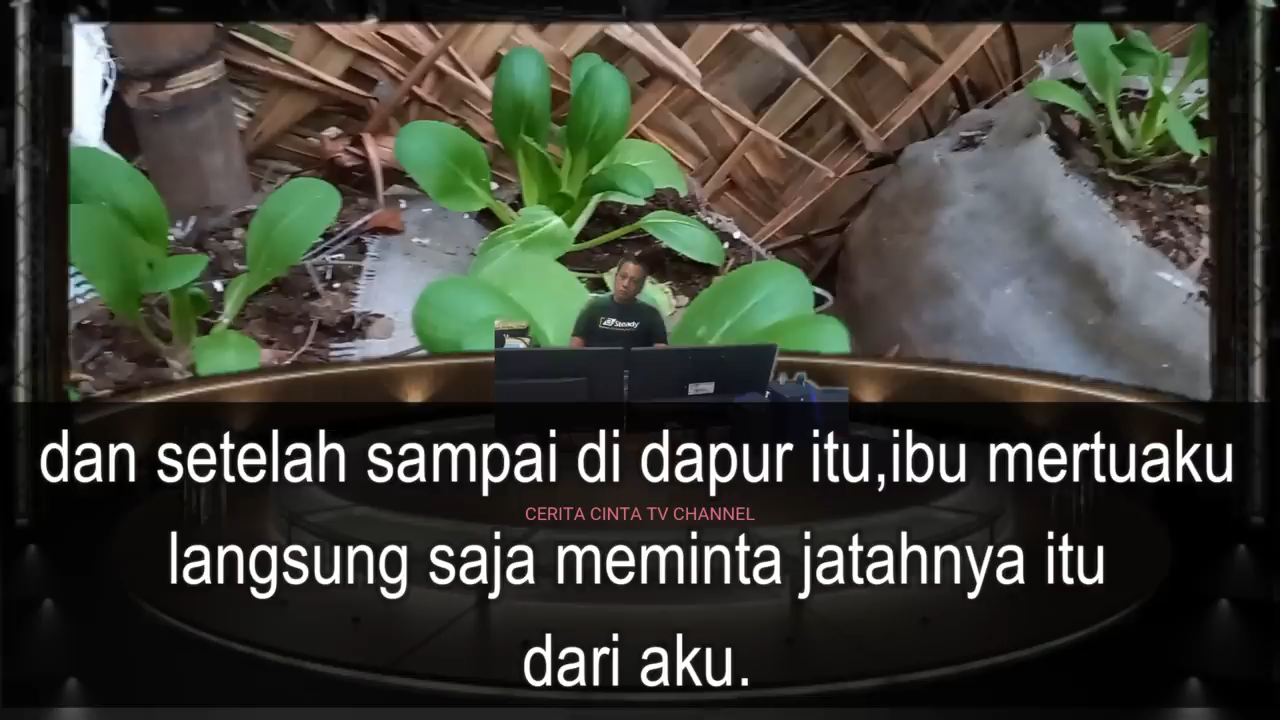 Steady
dan setelah sampai di dapur itu,ibu mertuaku
CERITA CINTA TV CHANNEL
langsung saja meminta jatahnya itu
dari aku.